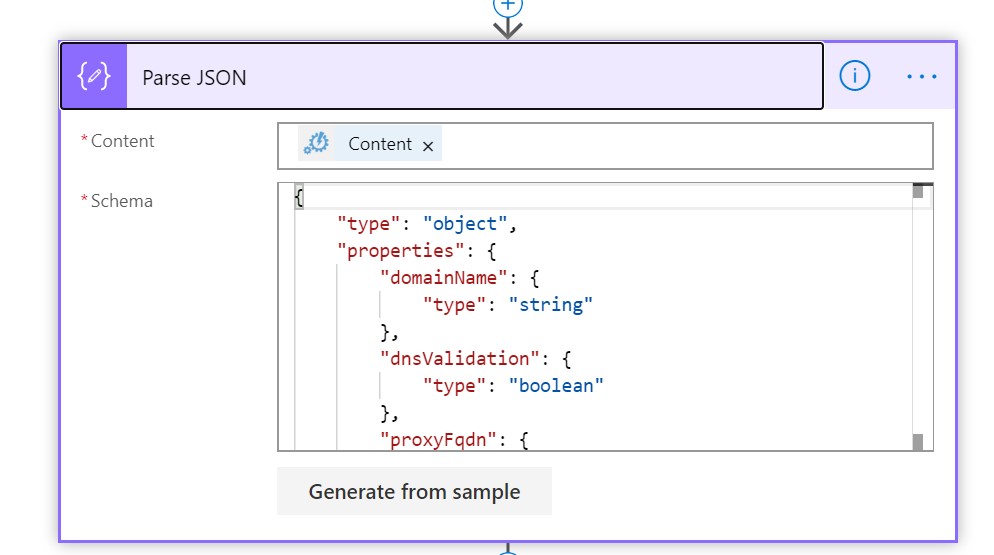 Parse JSON
* Content
Content ×
* Schema
{
    "type": "object",
    "properties": {
        "domainName": {
            "type": "string"
        },
        "dnsValidation": {
            "type": "boolean"
        },
        "proxyFqdn": {
Generate from sample